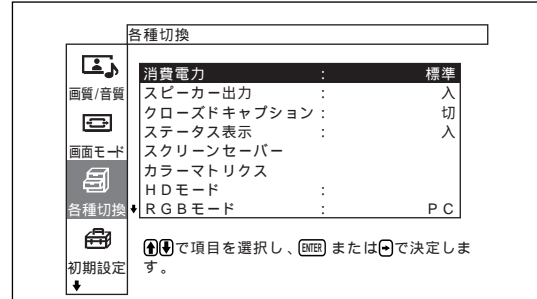 各種切換
画質/音質
画面モード
各種切換
初期設定
消費電力 : 標準
スピーカー出力 : 入
クローズドキャプション : 切
ステータス表示 : 入
スクリーンセーバー
カラーマトリクス
HDモード :
RGBモード : PC
で項目を選択し、ENTER またはで決定しま
す。